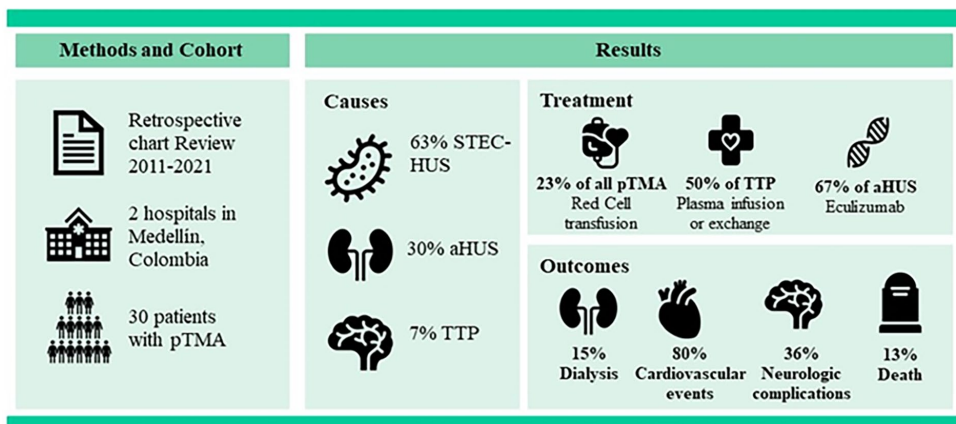 Methods and Cohort
Retrospective
chart Review
2011-2021
2 hospitals in
Medellín,
Colombia
30 patients
with pTMA
Results
Causes
63% STEC-
HUS
30% aHUS
7% TTP
Treatment
23% of all pTMA
Red Cell
transfusion
50% of TTP
Plasma infusion
or exchange
67% of aHUS
Eculizumab
Outcomes
15%
Dialysis
80%
Cardiovascular
events
36%
Neurologic
complications
13%
Death